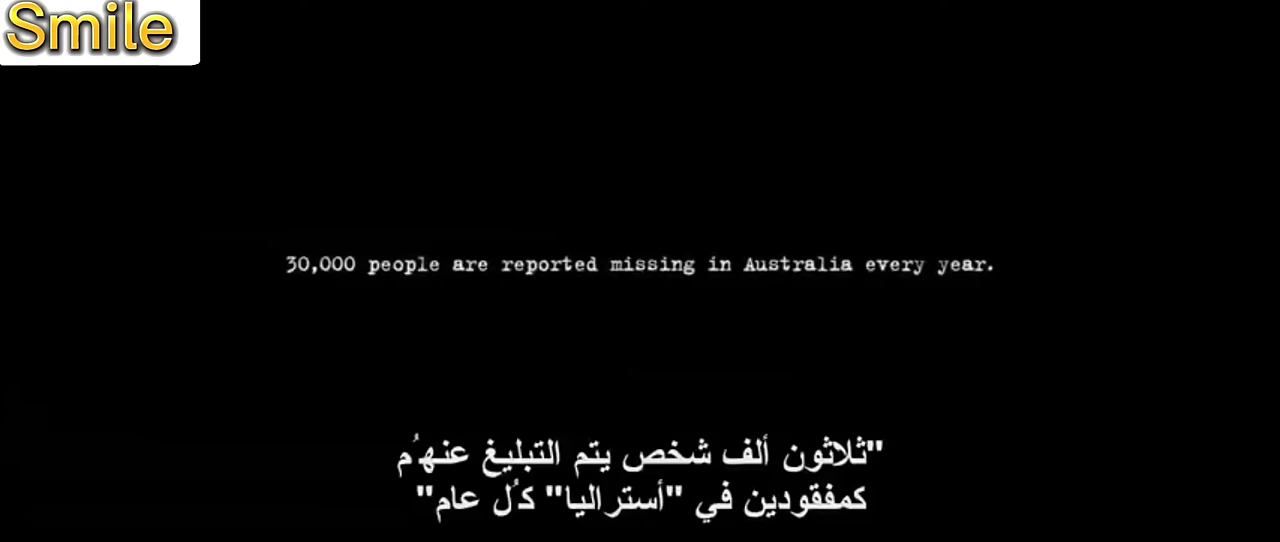 Smile
30,000 people are reported missing in Australia every year.
"ثلاثون ألف شخص يتم التبليغ عنهُم
كمفقودين في "أستراليا" كُل عام"